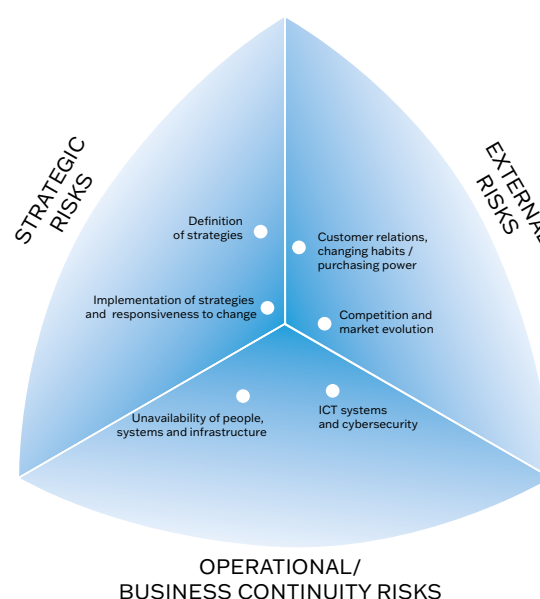 STRATEGIC
RISKS
EXTERNAL
RISKS
Definition
of strategies
Customer relations,
changing habits /
purchasing power
Implementation of strategies
and responsiveness to change
Competition and
market evolution
Unavailability of people,
systems and infrastructure
ICT systems
and cybersecurity
OPERATIONAL/
BUSINESS CONTINUITY RISKS